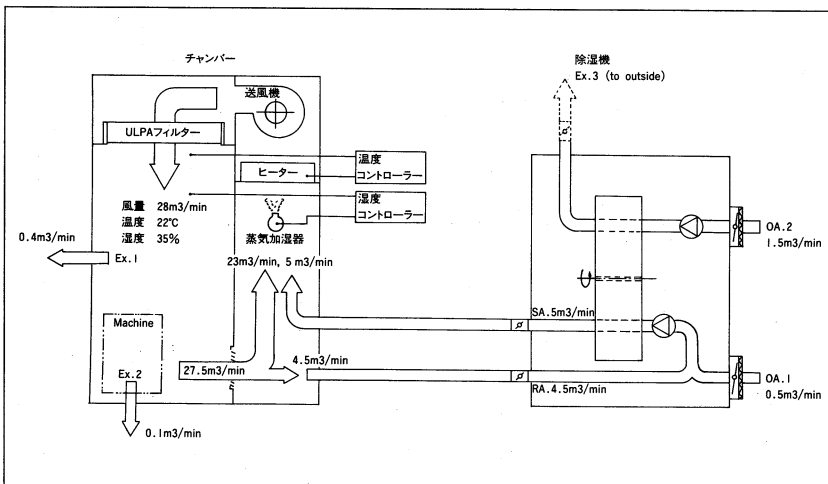 チャンバー
送風機
ULPAフィルター
温度
コントローラー
ヒーター
湿度
コントローラー
風量 28m3/min
温度 22℃
湿度 35%
蒸気加湿器
0.4m3/min
Ex.1
23m3/min, 5 m3/min
Machine
Ex.2
27.5m3/min
4.5m3/min
0.1m3/min
除湿機
Ex.3 (to outside)
OA.2
1.5m3/min
SA.5m3/min
RA.4.5m3/min
OA.1
0.5m3/min